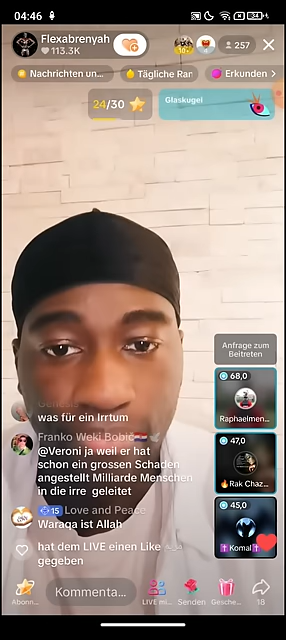 04:46
34
Flexabrenyah
113.3K
257
Nachrichten un...
Tägliche Ran
Erkunden >
24/30
Glaskugel
Anfrage zum
Beitreten
68,0
Raphaelmen...
47,0
Rak Chaz...
45,0
Komal
was für ein Irrtum
Franko Weki Bobić
@Veroni ja weil er hat
schon ein grossen Schaden
angestellt Milliarde Menschen
in die irre geleitet
15 Love and Peace
Waraqa ist Allah
hat dem LIVE einen Like
gegeben
Kommenta...
Abonn...
LIVE mi...
Senden
Gesche...
18